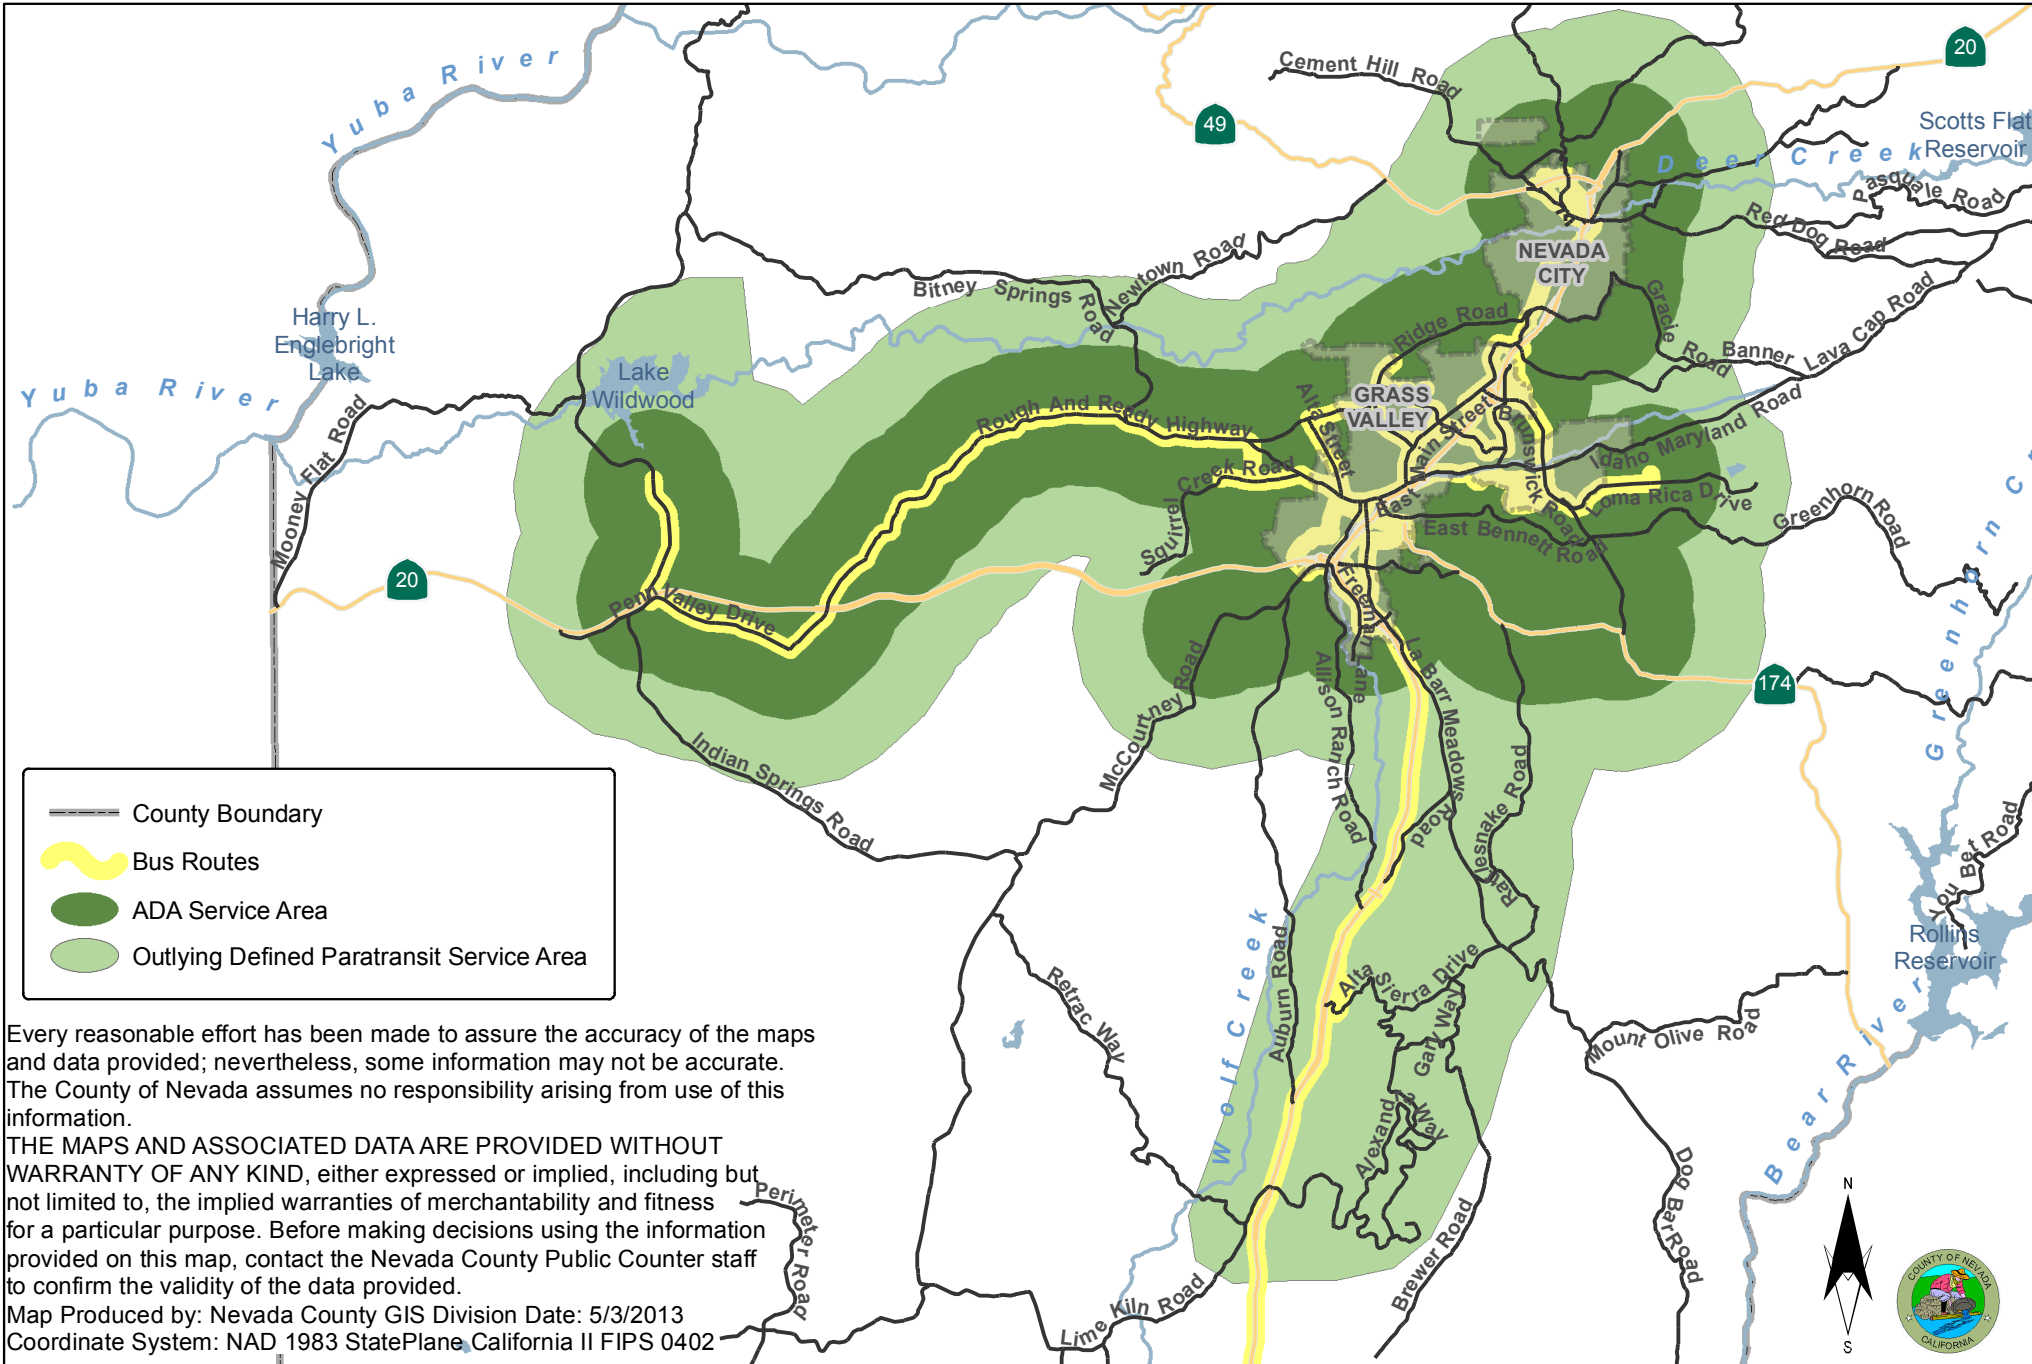 Yuba River
Cement Hill Road
20
49
Scotts Flat
Reservoir
Deer Creek
Pasquale Road
Red Dog Road
NEVADA
CITY
Newtown Road
Bitney Springs Road
Gracie Road
Banner Lava Cap Road
Ridge Road
Harry L.
Englebright
Lake
Yuba River
Lake
Wildwood
GRASS
VALLEY
Alta Street
Rough And Ready Highway
East Main Street
Brunswick Road
Idaho Maryland Road
Loma Rica Drive
Greenhorn Road
Greenhorn Cr
Mooney Flat Road
Squirrel Creek Road
East Bennett Road
20
Penn Valley Drive
Freeman Lane
La Barr Meadows Road
Allison Ranch Road
McCourtney Road
174
Indian Springs Road
Rattlesnake Road
You Bet Road
Rollins
Reservoir
Wolf Creek
Auburn Road
Alta Sierra Drive
Gary Way
Retrac Way
Mount Olive Road
Bear River
Alexandra Way
Dog Bar Road
Brewer Road
Perimeter Road
Lime Kiln Road
County Boundary
Bus Routes
ADA Service Area
Outlying Defined Paratransit Service Area
Every reasonable effort has been made to assure the accuracy of the maps
and data provided; nevertheless, some information may not be accurate.
The County of Nevada assumes no responsibility arising from use of this
information.
THE MAPS AND ASSOCIATED DATA ARE PROVIDED WITHOUT
WARRANTY OF ANY KIND, either expressed or implied, including but
not limited to, the implied warranties of merchantability and fitness
for a particular purpose. Before making decisions using the information
provided on this map, contact the Nevada County Public Counter staff
to confirm the validity of the data provided.
Map Produced by: Nevada County GIS Division Date: 5/3/2013
Coordinate System: NAD 1983 StatePlane California II FIPS 0402
N
S
COUNTY OF NEVADA
CALIFORNIA